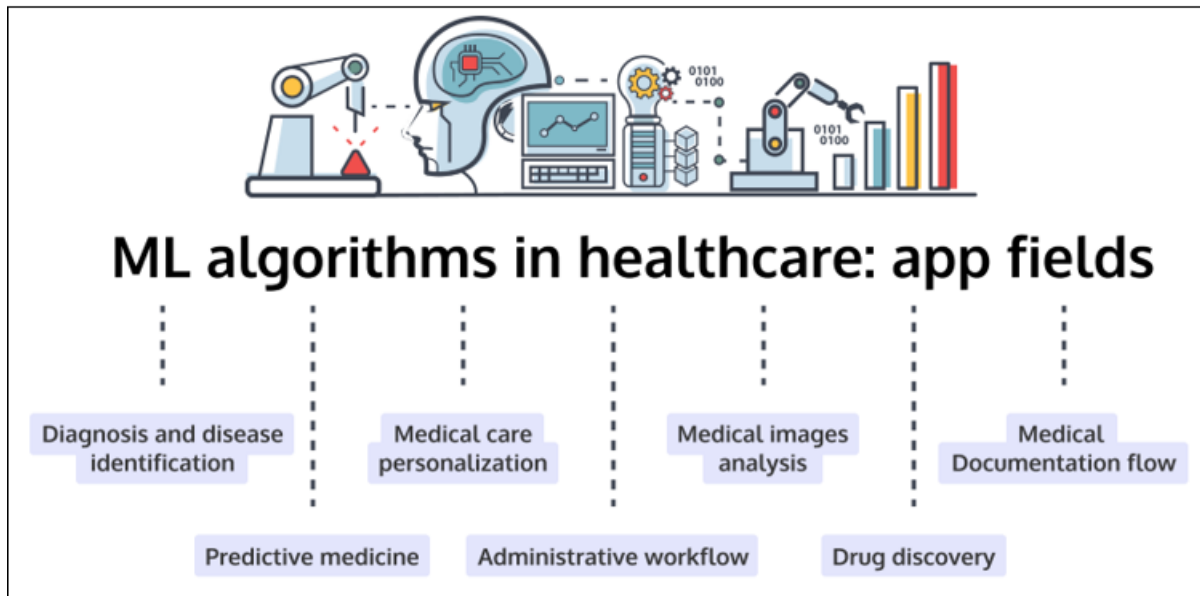 0101
0100
0101
0100
ML algorithms in healthcare: app fields
Diagnosis and disease
identification
Medical care
personalization
Medical images
analysis
Medical
Documentation flow
Predictive medicine
Administrative workflow
Drug discovery